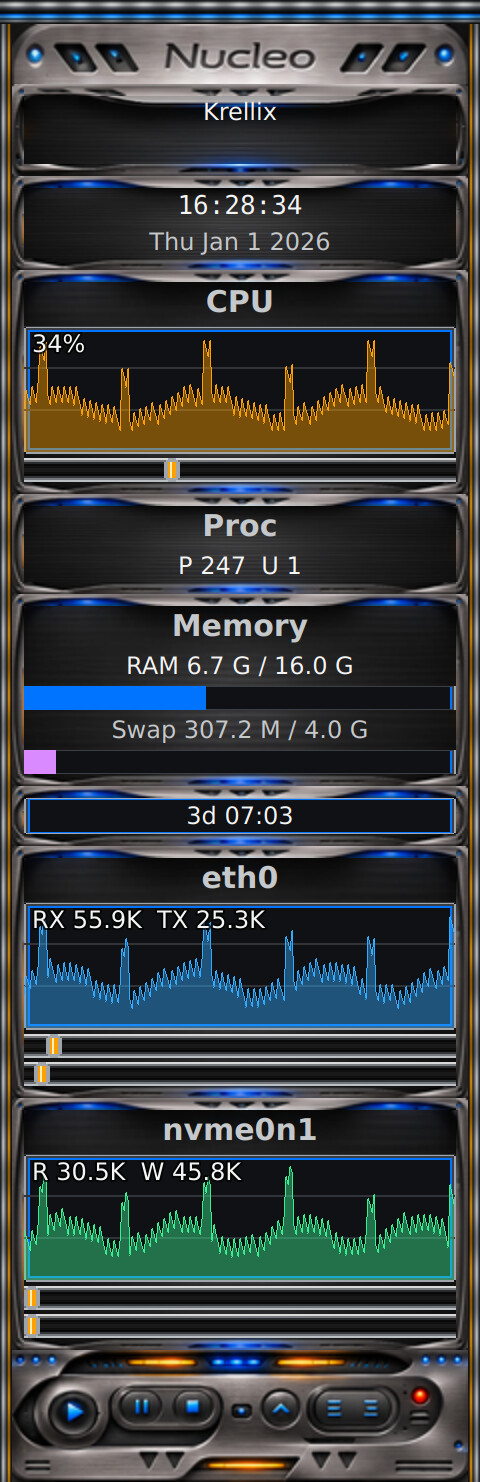 Nucleo
Krellix
16:28:34
Thu Jan 1 2026
CPU
34%
Proc
P 247 U 1
Memory
RAM 6.7 G / 16.0 G
Swap 307.2 M / 4.0 G
3d 07:03
eth0
RX 55.9K TX 25.3K
nvme0n1
R 30.5K W 45.8K